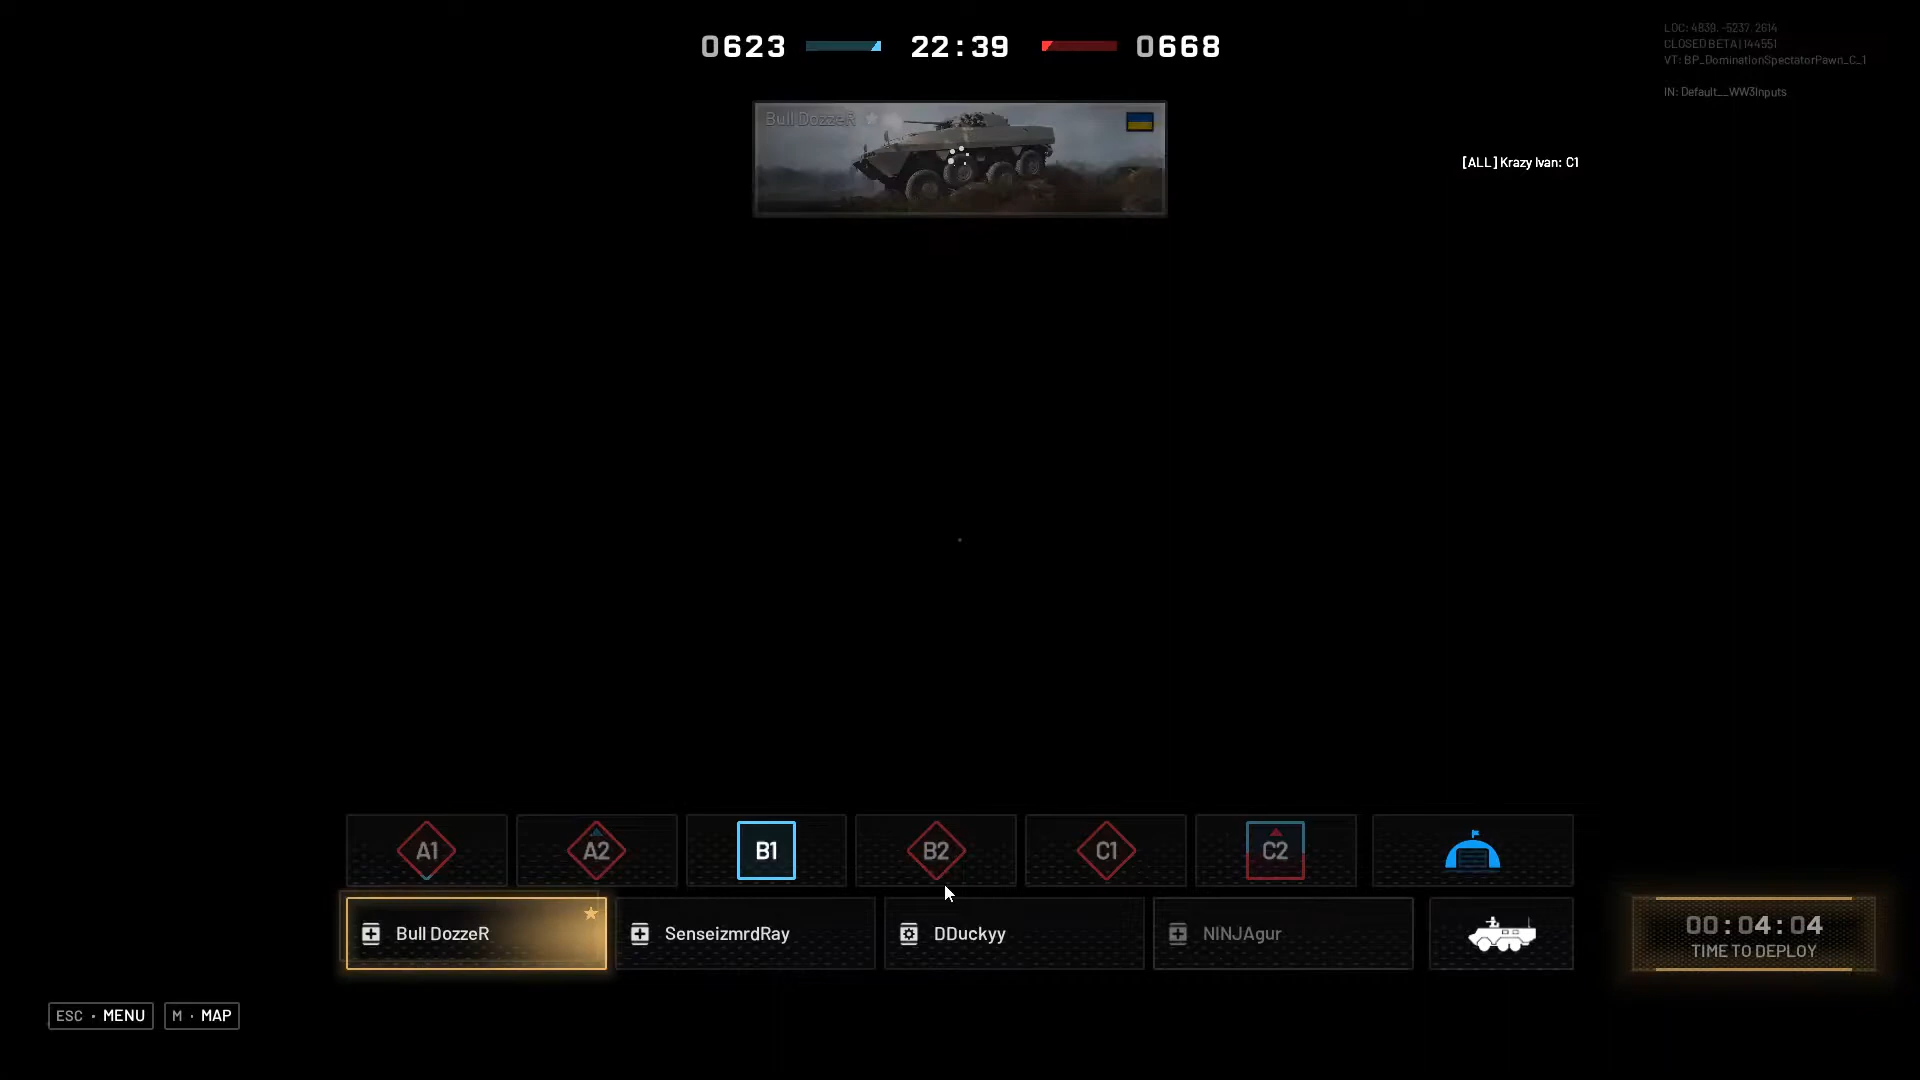 0623 22:39 0668
LOC: 4839, -5237, 2614
CLOSED BETA | 144551
VT: BP_DominationSpectatorPawn_C_1
IN: Default__WW3Inputs
Bull DozzeR
[ALL] Krazy Ivan: C1
A1 A2 B1 B2 C1 C2
Bull DozzeR SenseizmrdRay DDuckyy NINJAgur
00:04:04
TIME TO DEPLOY
ESC · MENU M · MAP